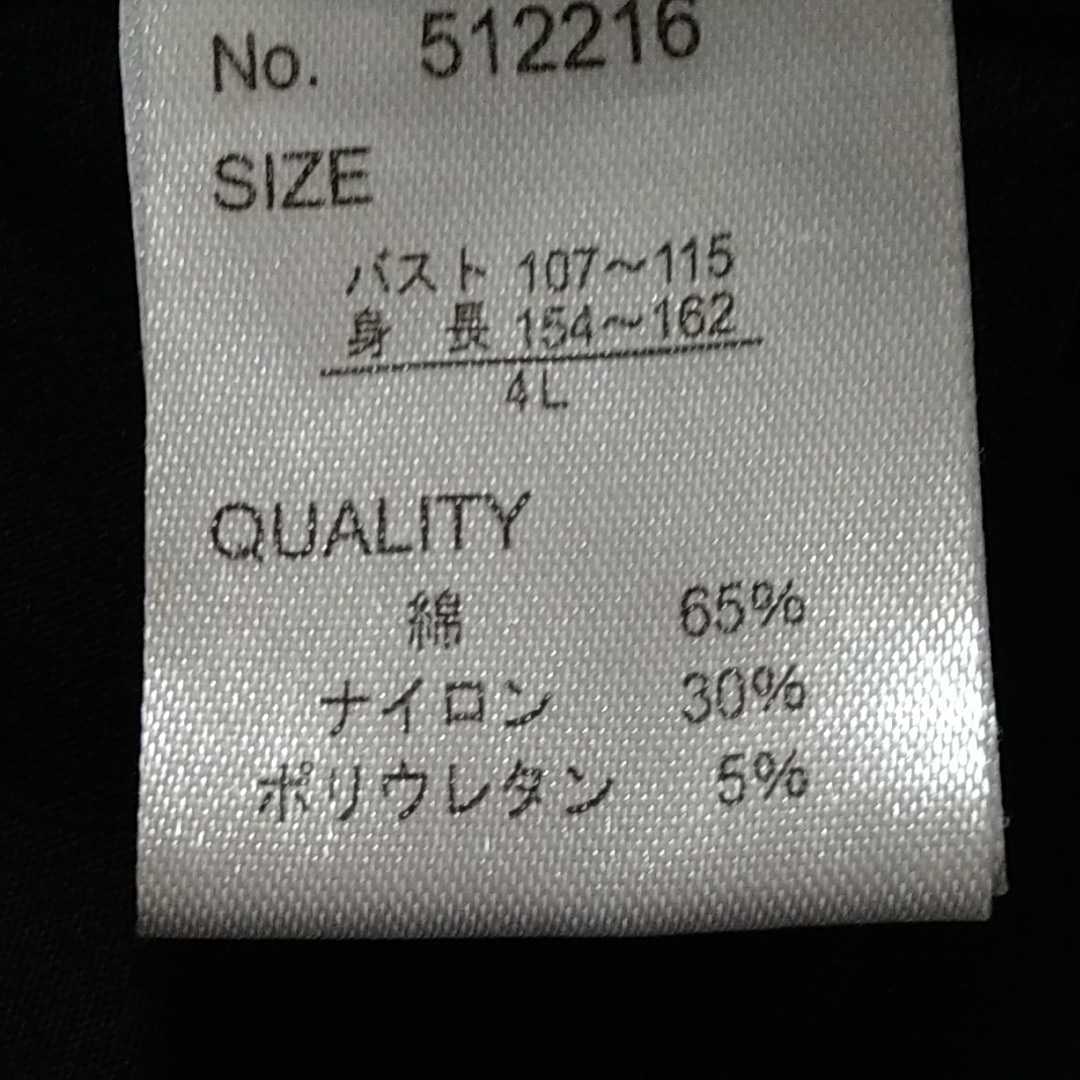 No. 512216
SIZE
バスト 107～115
身 長 154～162
4L
QUALITY
綿 65%
ナイロン 30%
ポリウレタン 5%